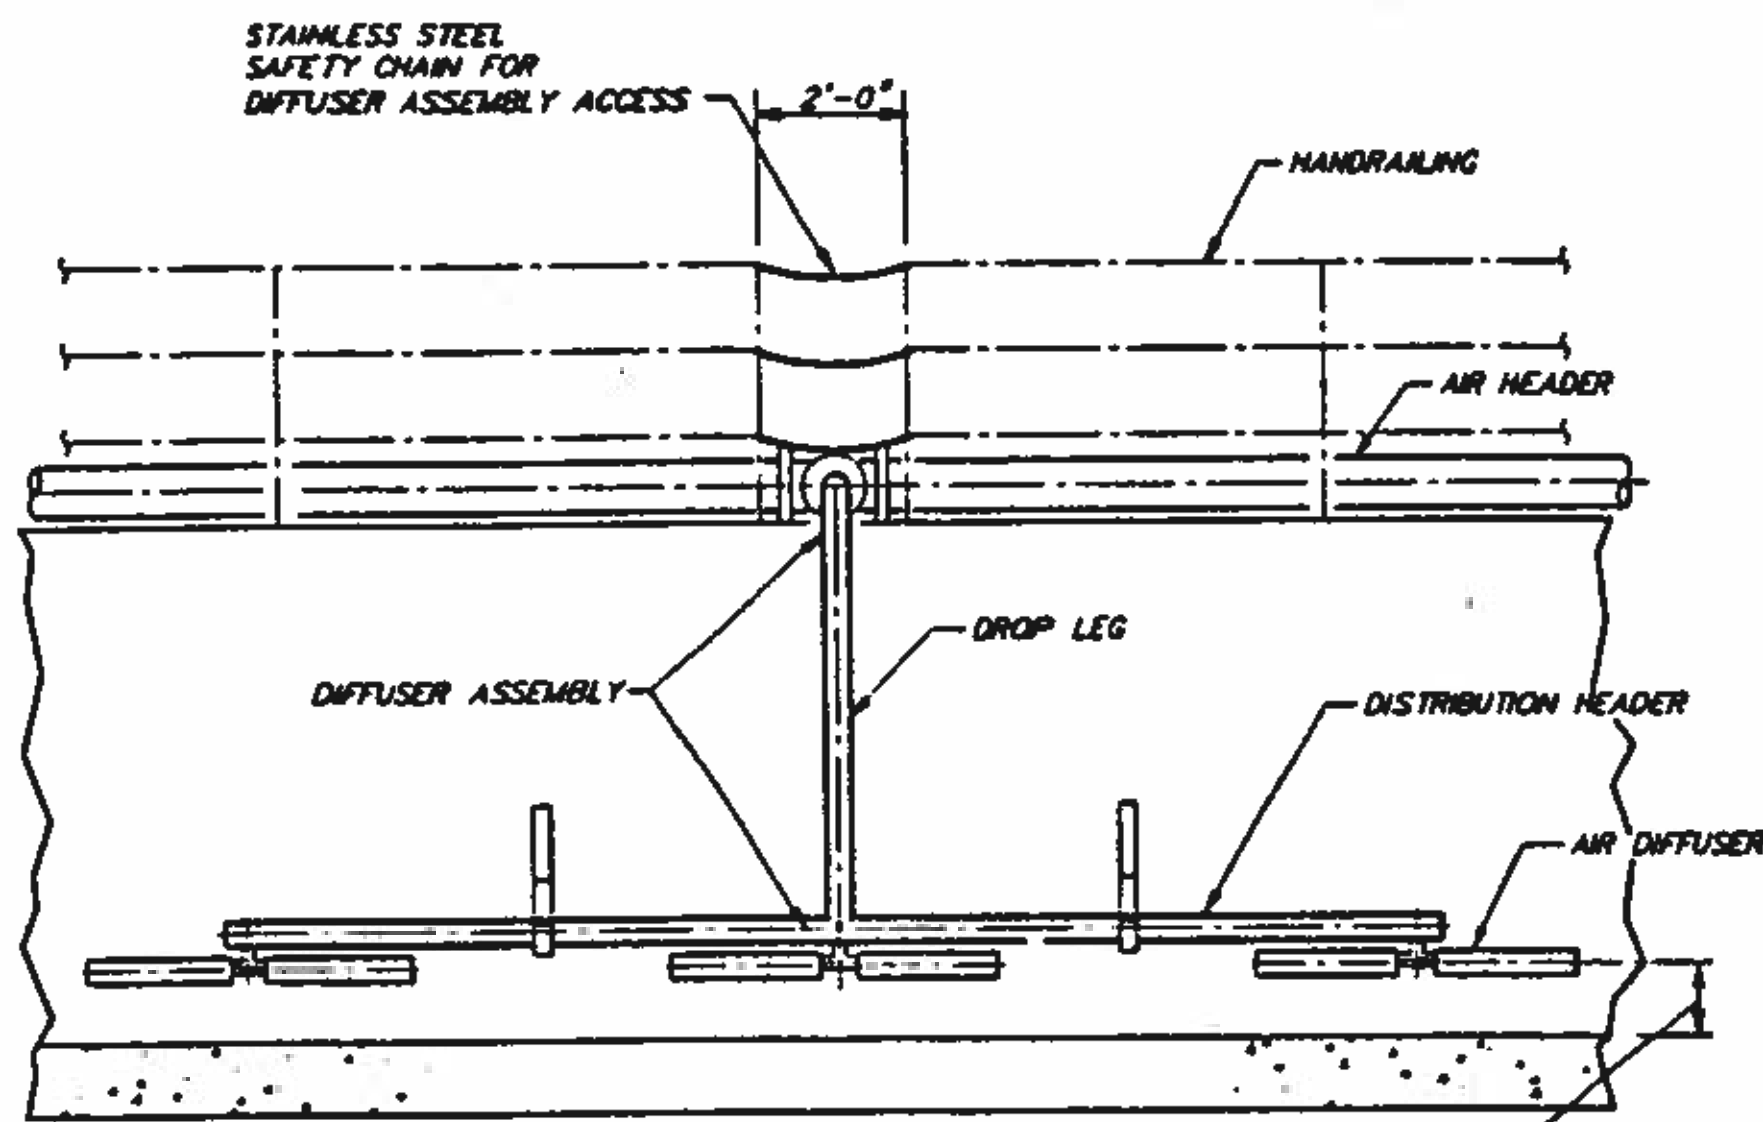 STAINLESS STEEL
SAFETY CHAIN FOR
DIFFUSER ASSEMBLY ACCESS
2'-0"
HANDRAILING
AIR HEADER
DROP LEG
DIFFUSER ASSEMBLY
DISTRIBUTION HEADER
AIR DIFFUSER